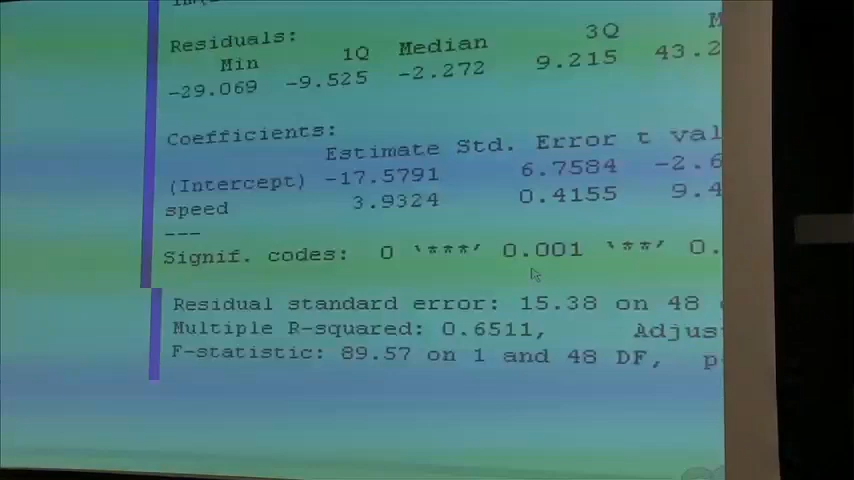 Residuals:
Min 1Q Median 3Q M
-29.069 -9.525 -2.272 9.215 43.2
Coefficients:
Estimate Std. Error t val
(Intercept) -17.5791 6.7584 -2.6
speed 3.9324 0.4155 9.4
---
Signif. codes: 0 ‘***’ 0.001 ‘**’ 0.
Residual standard error: 15.38 on 48
Multiple R-squared: 0.6511, Adjus
F-statistic: 89.57 on 1 and 48 DF, p